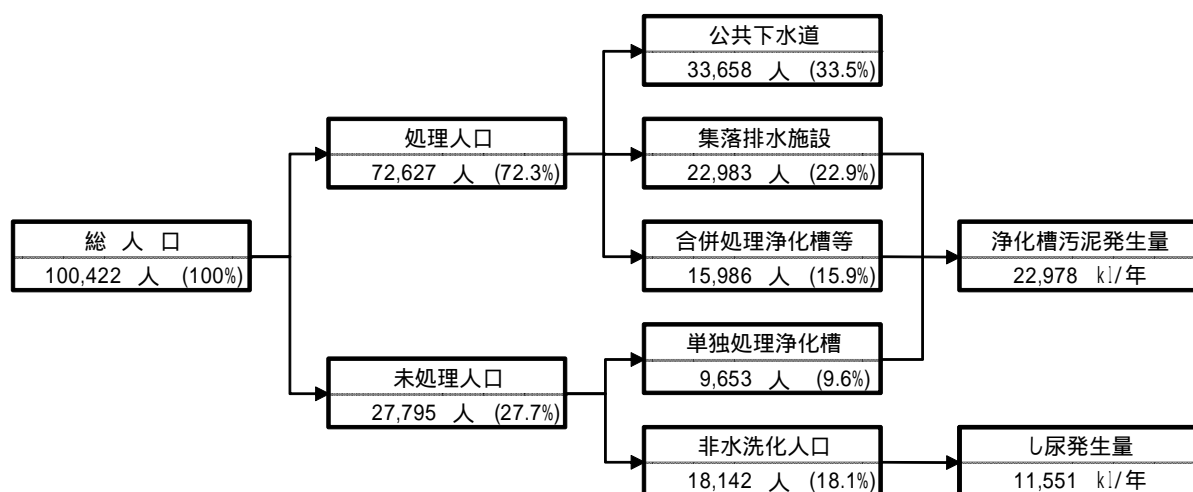 公共下水道
33,658 人 (33.5%)
処理人口
72,627 人 (72.3%)
集落排水施設
22,983 人 (22.9%)
総 人 口
100,422 人 (100%)
合併処理浄化槽等
15,986 人 (15.9%)
浄化槽汚泥発生量
22,978 kl/年
未処理人口
27,795 人 (27.7%)
単独処理浄化槽
9,653 人 (9.6%)
非水洗化人口
18,142 人 (18.1%)
し尿発生量
11,551 kl/年